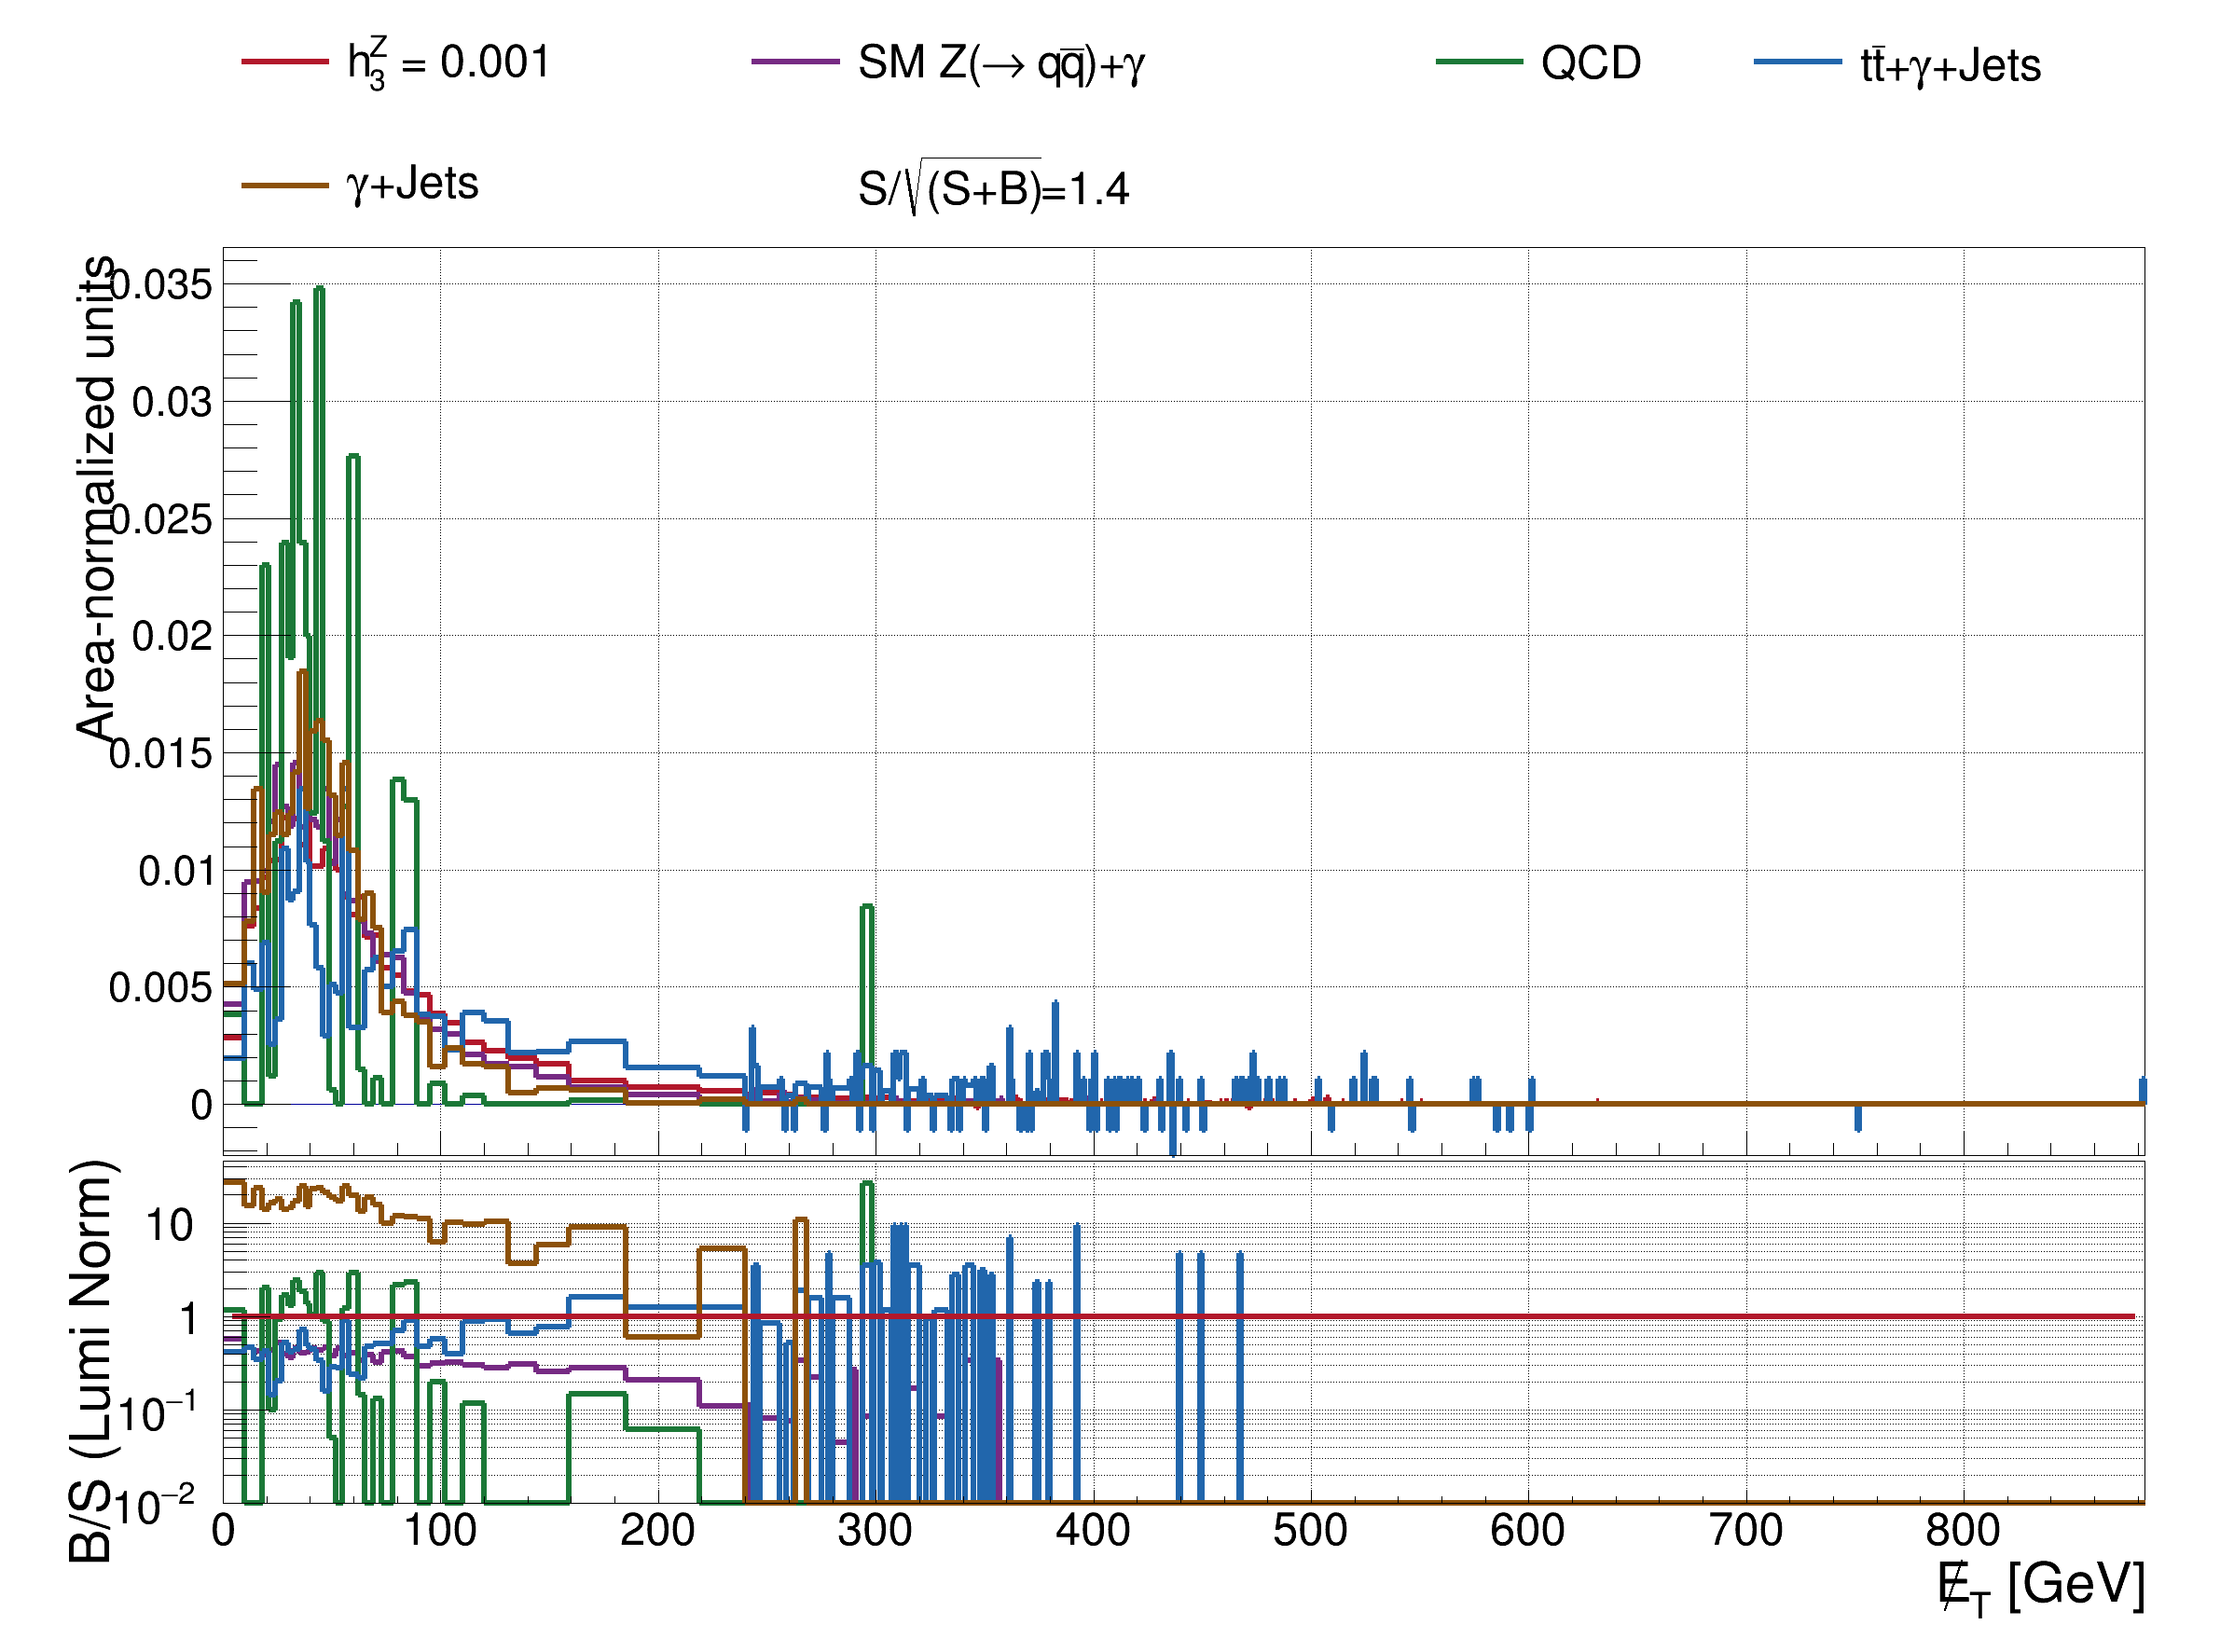 h₃ᶻ = 0.001 SM Z(→ qq̅)+γ QCD tt̅+γ+Jets
γ+Jets S/√(S+B)=1.4
Area-normalized units
0.035
0.03
0.025
0.02
0.015
0.01
0.005
0
B/S (Lumi Norm)
10
1
10⁻¹
10⁻²
0 100 200 300 400 500 600 700 800
E̸_T [GeV]